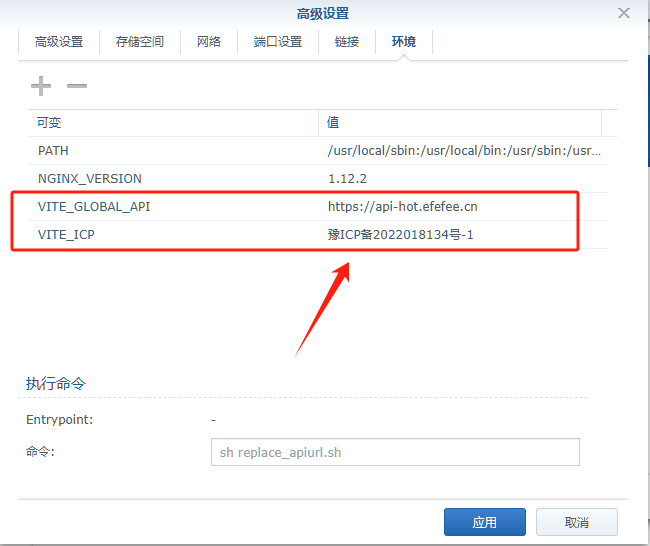 高级设置
高级设置 存储空间 网络 端口设置 链接 环境
可变 值
PATH /usr/local/sbin:/usr/local/bin:/usr/sbin:/usr...
NGINX_VERSION 1.12.2
VITE_GLOBAL_API https://api-hot.efefee.cn
VITE_ICP 豫ICP备2022018134号-1
执行命令
Entrypoint: -
命令: sh replace_apiurl.sh
应用 取消